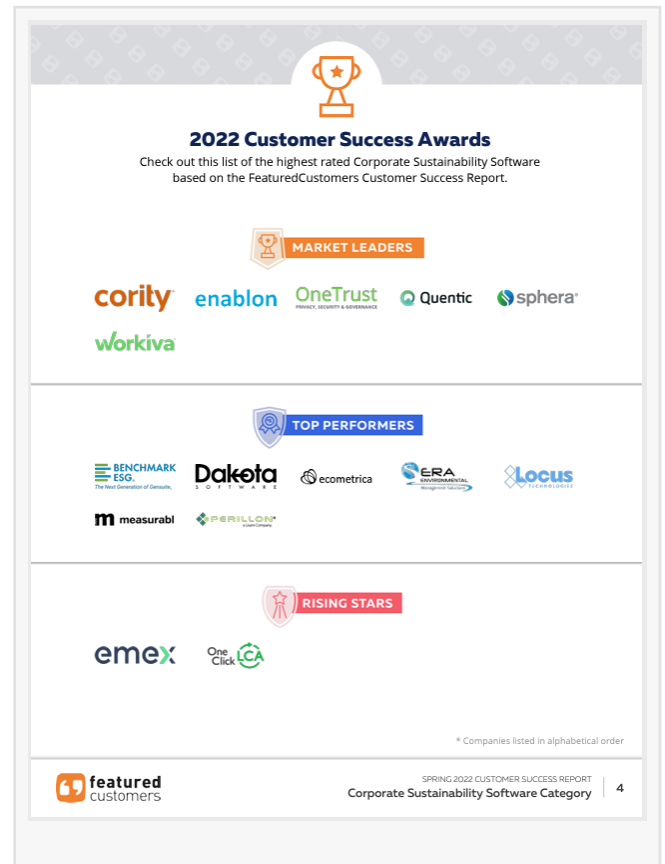 2022 Customer Success Awards
Check out this list of the highest rated Corporate Sustainability Software
based on the FeaturedCustomers Customer Success Report.
MARKET LEADERS
cority
enablon
OneTrust
PRIVACY, SECURITY & GOVERNANCE
Quentic
sphera®
workiva
TOP PERFORMERS
BENCHMARK
ESG.
The Next Generation of Gensuite.
Dakota
SOFTWARE
ecometrica
ERA
ENVIRONMENTAL
Management Solutions
Locus
TECHNOLOGIES
m measurabl
PERILLON
RISING STARS
emex
One
Click LCA
* Companies listed in alphabetical order
featured
customers
SPRING 2022 CUSTOMER SUCCESS REPORT
Corporate Sustainability Software Category
4